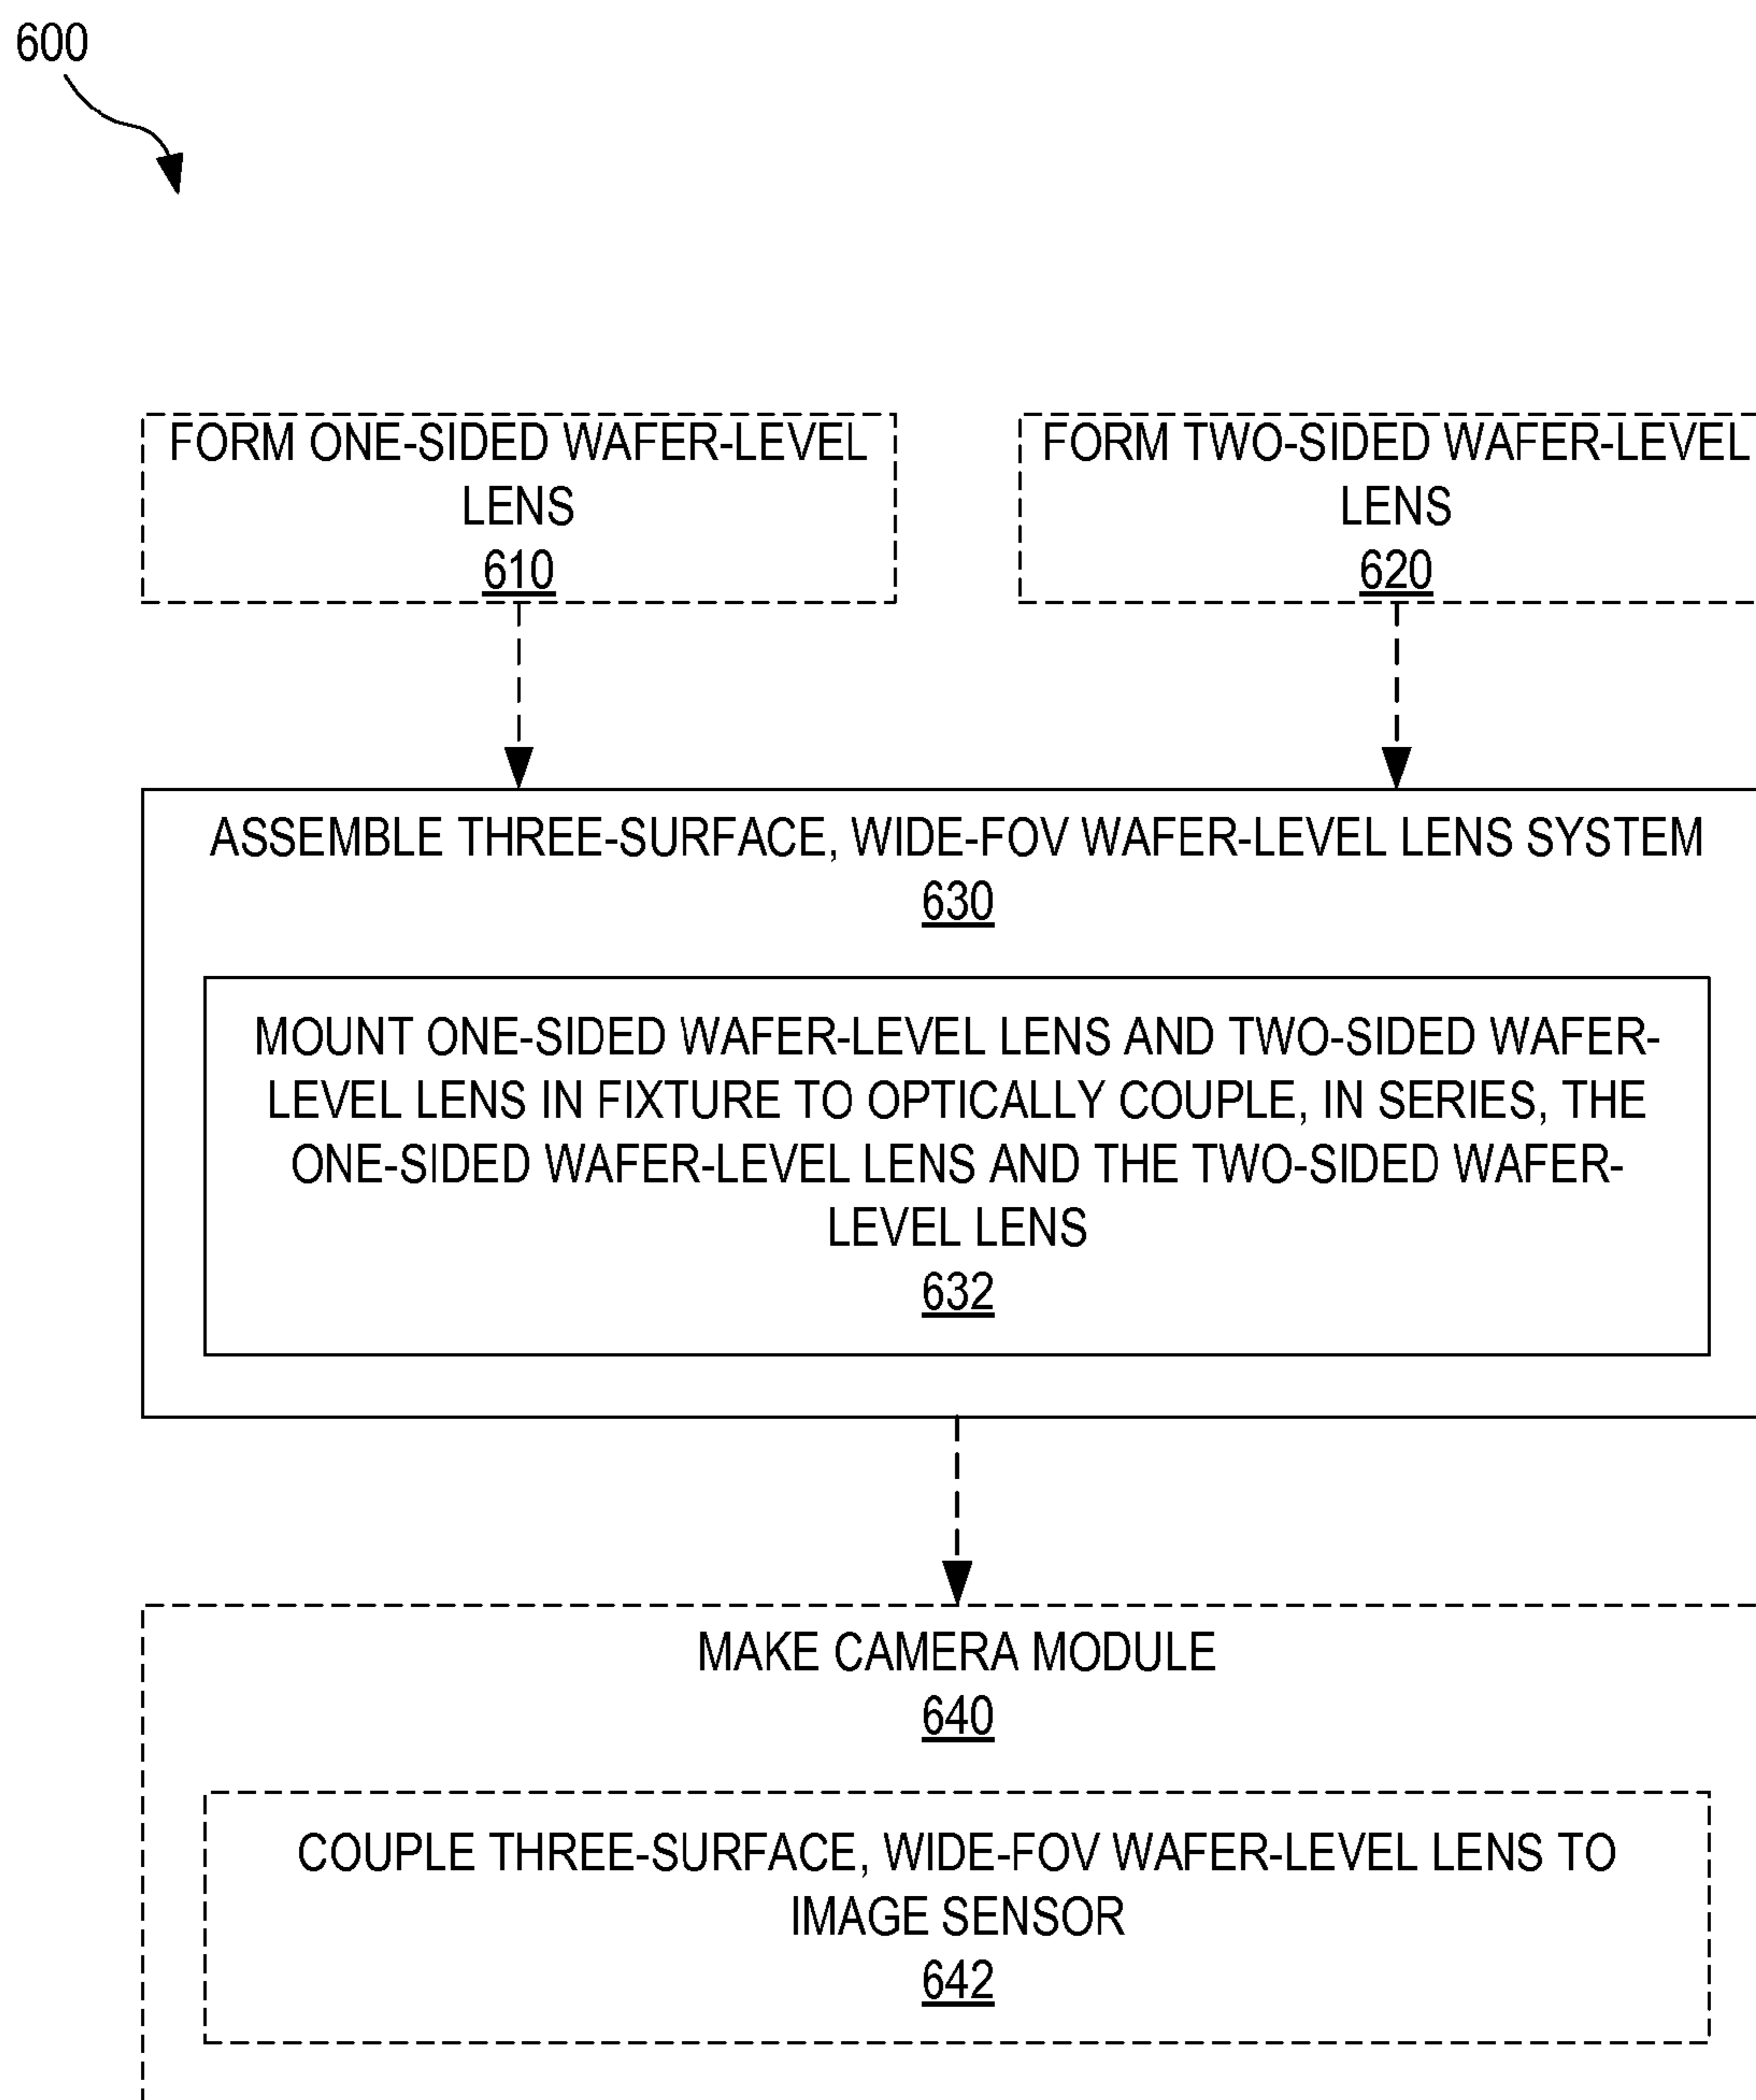 600
FORM ONE-SIDED WAFER-LEVEL
LENS
610
FORM TWO-SIDED WAFER-LEVEL
LENS
620
ASSEMBLE THREE-SURFACE, WIDE-FOV WAFER-LEVEL LENS SYSTEM
630
MOUNT ONE-SIDED WAFER-LEVEL LENS AND TWO-SIDED WAFER-
LEVEL LENS IN FIXTURE TO OPTICALLY COUPLE, IN SERIES, THE
ONE-SIDED WAFER-LEVEL LENS AND THE TWO-SIDED WAFER-
LEVEL LENS
632
MAKE CAMERA MODULE
640
COUPLE THREE-SURFACE, WIDE-FOV WAFER-LEVEL LENS TO
IMAGE SENSOR
642